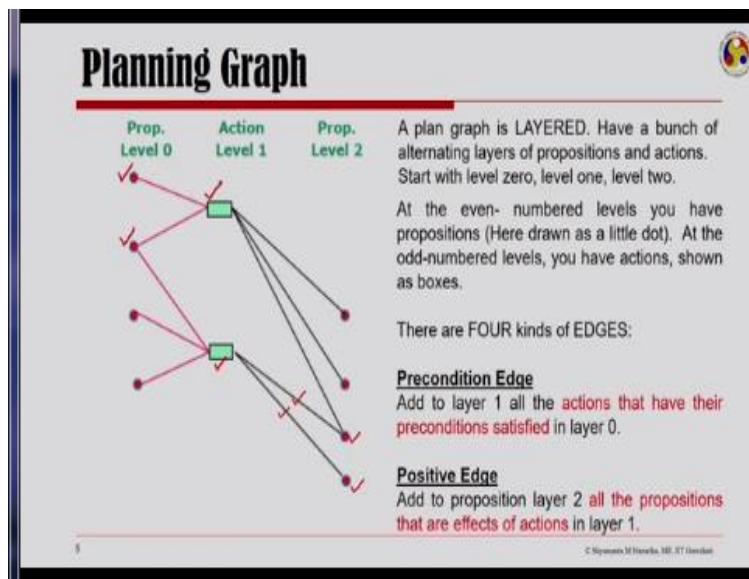 Planning Graph
Prop. Action Prop.
Level 0 Level 1 Level 2
A plan graph is LAYERED. Have a bunch of
alternating layers of propositions and actions.
Start with level zero, level one, level two.
At the even- numbered levels you have
propositions (Here drawn as a little dot). At the
odd-numbered levels, you have actions, shown
as boxes.
There are FOUR kinds of EDGES:
Precondition Edge
Add to layer 1 all the actions that have their
preconditions satisfied in layer 0.
Positive Edge
Add to proposition layer 2 all the propositions
that are effects of actions in layer 1.